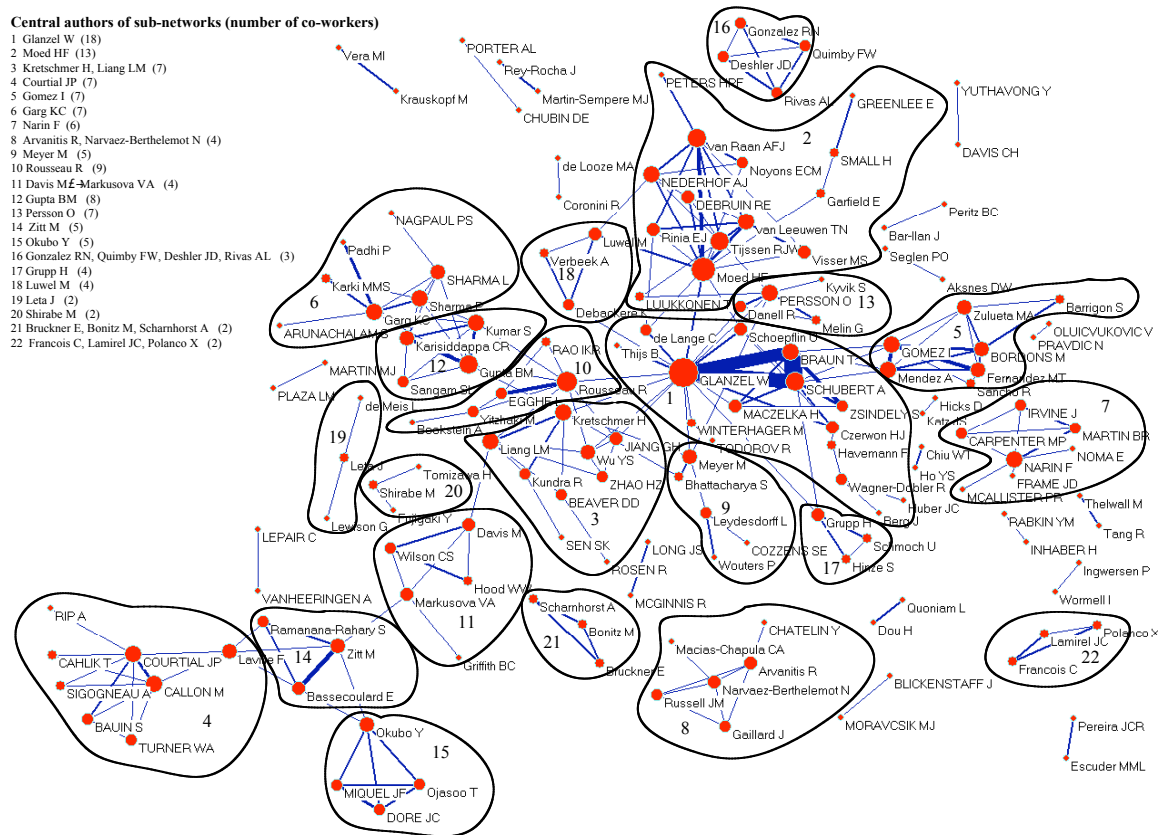 Central authors of sub-networks (number of co-workers)
1 Glanzel W (18)
2 Moed HF (13)
3 Kretschmer H, Liang LM (7)
4 Courtial JP (7)
5 Gomez I (7)
6 Garg KC (7)
7 Narin F (6)
8 Arvanitis R, Narvaez-Berthelemot N (4)
9 Meyer M (5)
10 Rousseau R (9)
11 Davis M£-Markusova VA (4)
12 Gupta BM (8)
13 Persson O (7)
14 Zitt M (5)
15 Okubo Y (5)
16 Gonzalez RN, Quimby FW, Deshler JD, Rivas AL (3)
17 Grupp H (4)
18 Luwel M (4)
19 Leta J (2)
20 Shirabe M (2)
21 Bruckner E, Bonitz M, Scharnhorst A (2)
22 Francois C, Lamirel JC, Polanco X (2)
Vera MI
Krauskopf M
PORTER AL
Rey-Rocha J
Martin-Sempere MJ
CHUBIN DE
16
Gonzalez RN
Quimby FW
Deshler JD
Rivas AL
PETERS HPF
GREENLEE E
2
YUTHAVONG Y
DAVIS CH
van Raan AFJ
SMALL H
Noyons ECM
de Looze MA
Coronini R
NEDERHOF AJ
DEBRUIN RE
Garfield E
Peritz BC
Bar-Ilan J
van Leeuwen TN
Rinia EJ
Tijssen RJW
Visser MS
Seglen PO
Aksnes DW
NAGPAUL PS
Padhi P
SHARMA L
Karki MMS
6
Garg KC
ARUNACHALAM S
Luwel M
Verbeek A
18
Debackere K
Moed HF
LUUKKONEN T
PERSSON O
Kyvik S
13
Danell R
Melin G
Zulueta MA
Barrigon S
5
OLUICVUKOVIC V
PRAVDIC N
GOMEZ I
BORDONS M
Mendez A
Fernandez MT
Sancho R
Kumar S
Karisiddappa CR
12
Gupta BM
Sangam SL
RAO IKR
10
Rousseau R
EGGHE L
Yitzhaki M
Bookstein A
de Lange C
Schoepflin U
Thijs B
BRAUN T
GLANZEL W
1
SCHUBERT A
MACZELKA H
ZSINDELY S
WINTERHAGER M
TODOROV R
Czerwon HJ
Havemann F
Wagner-Dobler R
Huber JC
Berg J
Hicks D
Katz JS
Chiu WT
Ho YS
IRVINE J
7
CARPENTER MP
MARTIN BR
NARIN F
NOMA E
FRAME JD
MCALLISTER PR
Thelwall M
Tang R
RABKIN YM
INHABER H
Ingwersen P
Wormell I
MARTIN MJ
PLAZA LM
de Meis L
19
Leta J
Lewison G
Tomizawa H
Shirabe M
20
Fujigaki Y
Kretschmer H
Liang LM
JIANG GH
Wu YS
Kundra R
ZHAO HZ
BEAVER DD
3
SEN SK
ROSEN R
Meyer M
Bhattacharya S
9
Leydesdorff L
COZZENS SE
Wouters P
Grupp H
Schmoch U
17
Hinze S
LEPAIR C
VANHEERINGEN A
Davis M
Wilson CS
Hood WW
Markusova VA
11
Griffith BC
LONG JS
MCGINNIS R
Scharnhorst A
Bonitz M
21
Bruckner E
Quoniam L
Dou H
Polanco X
Lamirel JC
Francois C
22
RIP A
CAHLIK T
COURTIAL JP
SIGOGNEAU A
CALLON M
BAUIN S
4
TURNER WA
Laville F
Ramanana-Rahary S
14
Zitt M
Bassecoulard E
Okubo Y
15
MIQUEL JF
Ojasoo T
DORE JC
CHATELIN Y
Macias-Chapula CA
Arvanitis R
Narvaez-Berthelemot N
Russell JM
8
Gaillard J
BLICKENSTAFF J
MORAVCSIK MJ
Pereira JCR
Escuder MML